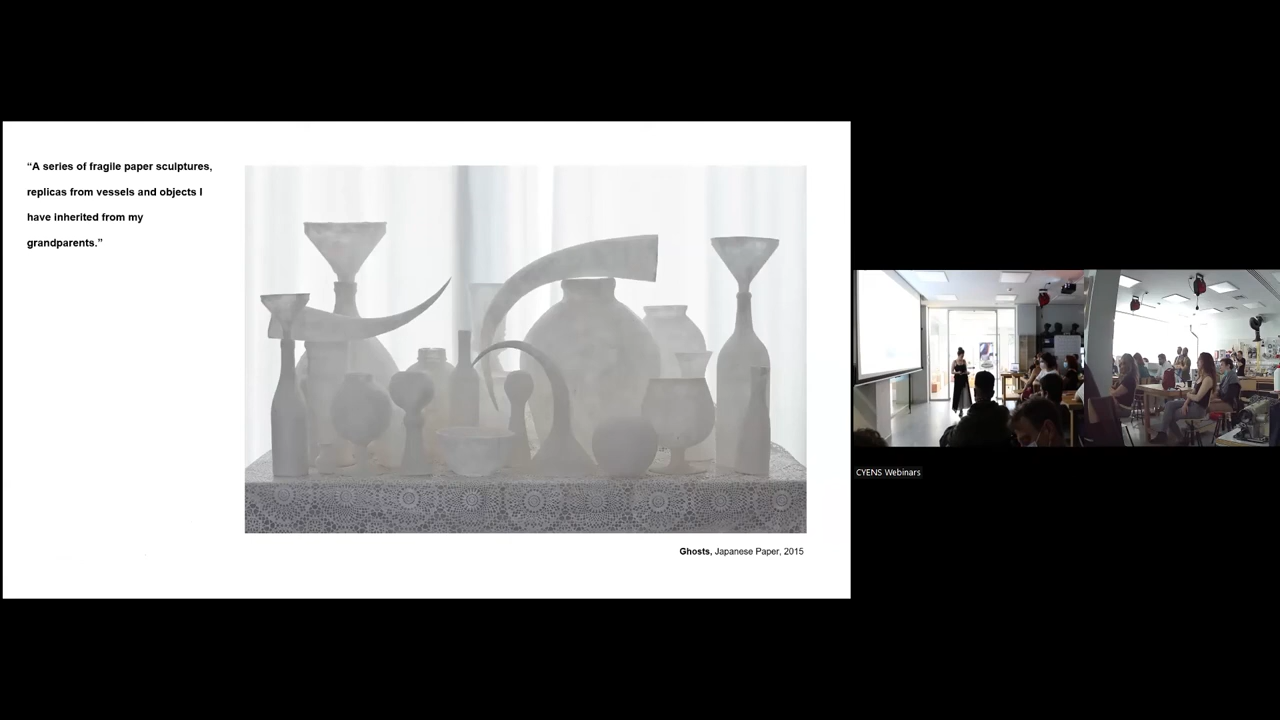 “A series of fragile paper sculptures,
replicas from vessels and objects I
have inherited from my
grandparents.”
Ghosts, Japanese Paper, 2015
CYENS Webinars